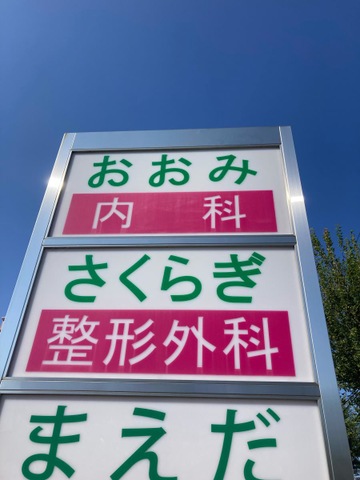 おおみ
内科
さくらぎ
整形外科
まえだ